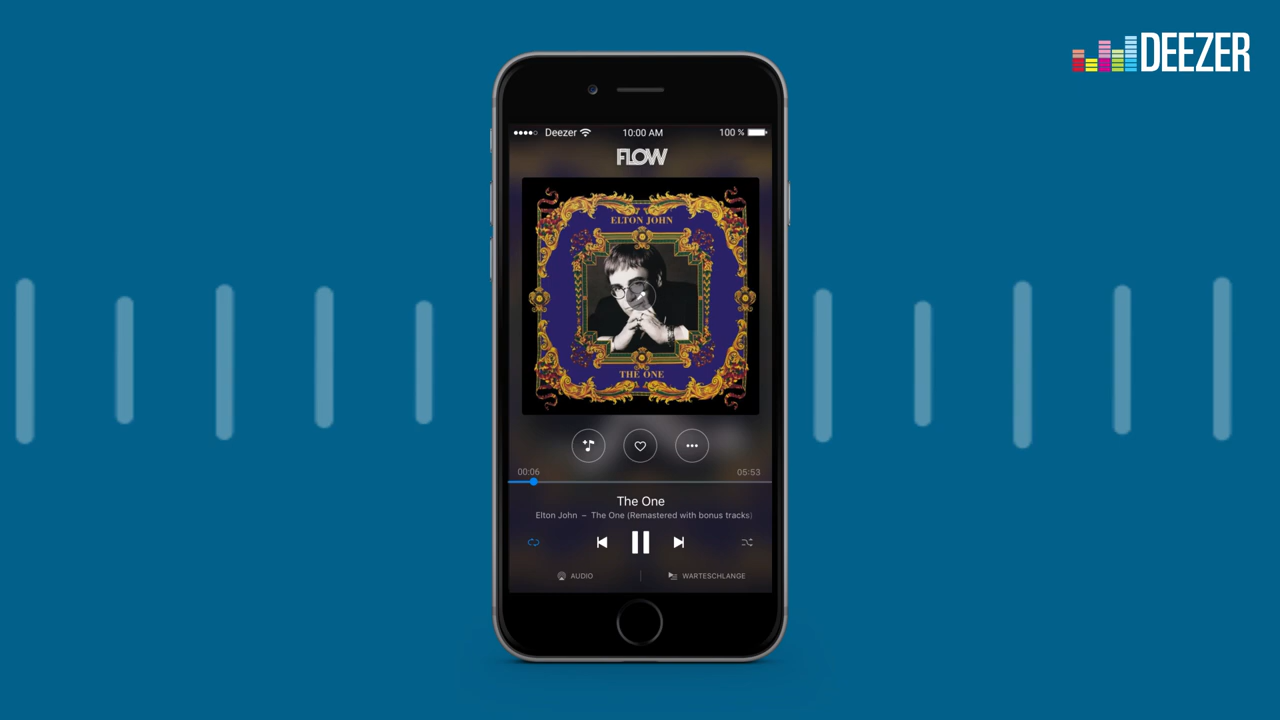 DEEZER
Deezer 10:00 AM 100 %
FLOW
ELTON JOHN
THE ONE
00:06 05:53
The One
Elton John – The One (Remastered with bonus tracks)
AUDIO WARTESCHLANGE